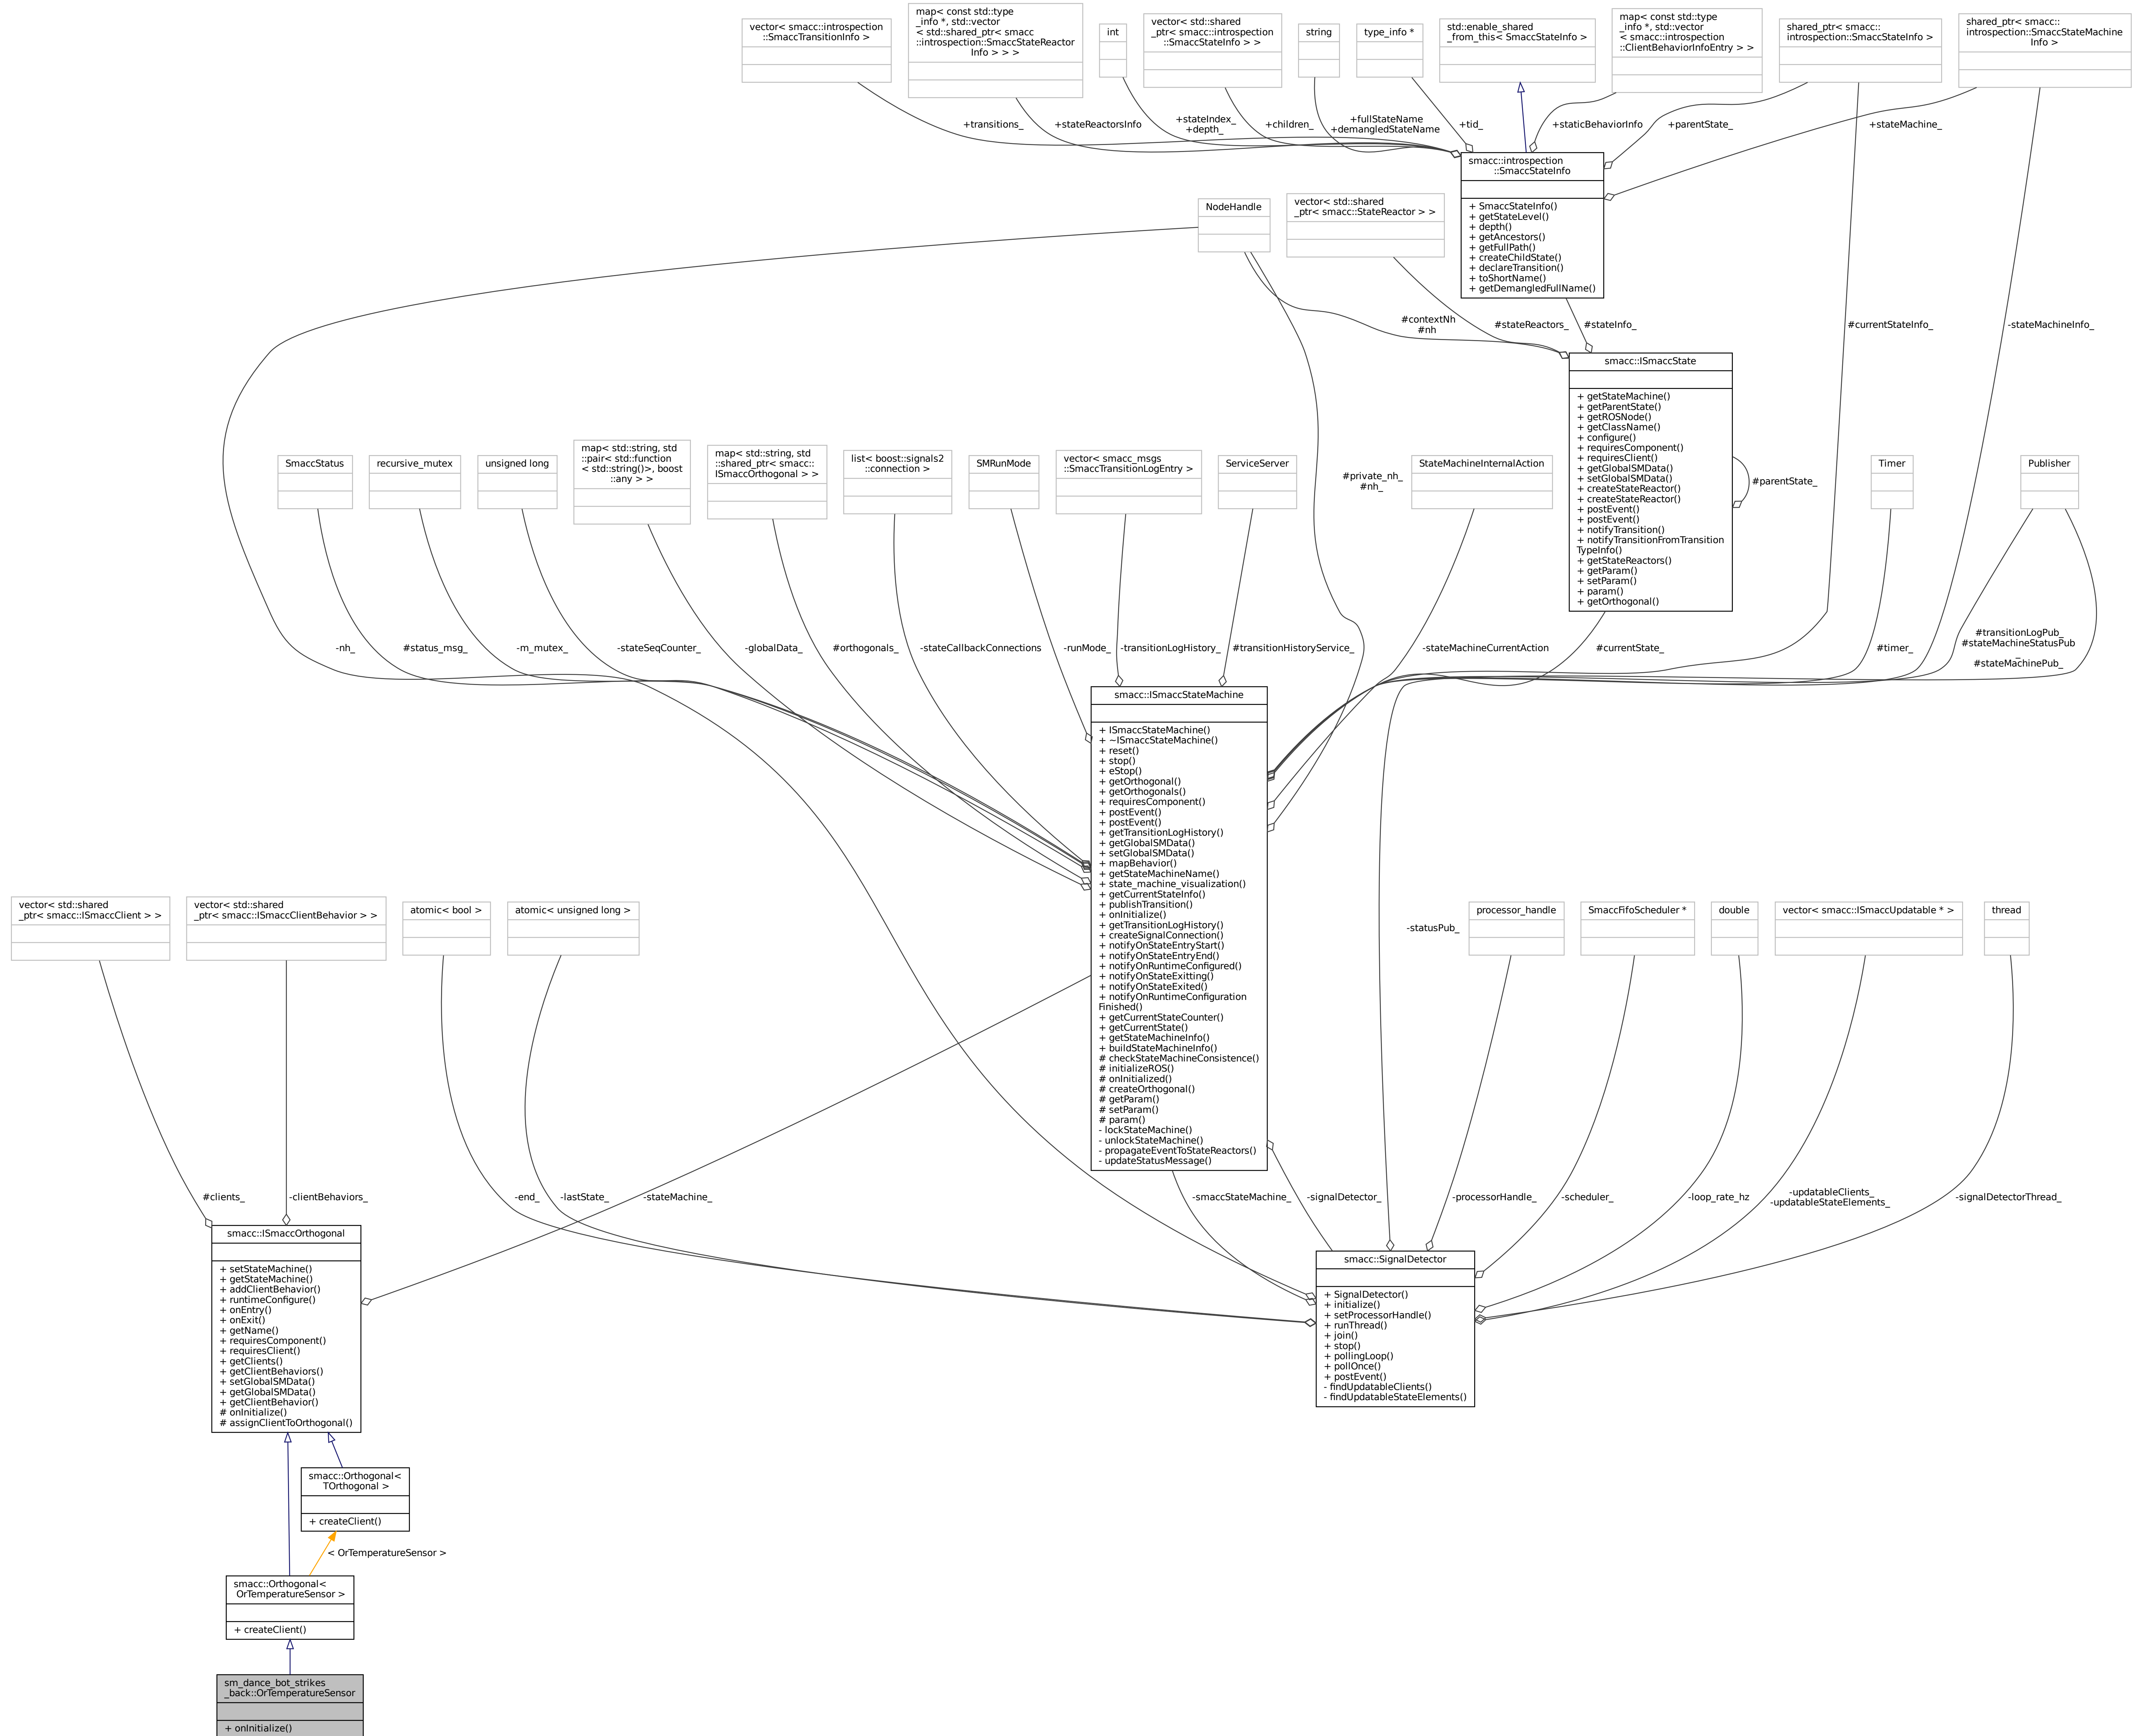 vector< smacc::introspection
::SmaccTransitionInfo >
map< const std::type
_info *, std::vector
< std::shared_ptr< smacc
::introspection::SmaccStateReactor
Info > > >
int
vector< std::shared
_ptr< smacc::introspection
::SmaccStateInfo > >
string
type_info *
std::enable_shared
_from_this< SmaccStateInfo >
map< const std::type
_info *, std::vector
< smacc::introspection
::ClientBehaviorInfoEntry > >
shared_ptr< smacc::
introspection::SmaccStateInfo >
shared_ptr< smacc::
introspection::SmaccStateMachine
Info >
+transitions_
+stateReactorsInfo
+stateIndex_
+depth_
+children_
+fullStateName
+demangledStateName
+tid_
+staticBehaviorInfo
+parentState_
+stateMachine_
smacc::introspection
::SmaccStateInfo
+ SmaccStateInfo()
+ getStateLevel()
+ depth()
+ getAncestors()
+ getFullPath()
+ createChildState()
+ declareTransition()
+ toShortName()
+ getDemangledFullName()
NodeHandle
vector< std::shared
_ptr< smacc::StateReactor > >
#contextNh
#nh
#stateReactors_
#stateInfo_
#currentStateInfo_
-stateMachineInfo_
smacc::ISmaccState
+ getStateMachine()
+ getParentState()
+ getROSNode()
+ getClassName()
+ configure()
+ requiresComponent()
+ requiresClient()
+ getGlobalSMData()
+ setGlobalSMData()
+ createStateReactor()
+ createStateReactor()
+ postEvent()
+ postEvent()
+ notifyTransition()
+ notifyTransitionFromTransition
TypeInfo()
+ getStateReactors()
+ getParam()
+ setParam()
+ param()
+ getOrthogonal()
#parentState_
SmaccStatus
recursive_mutex
unsigned long
map< std::string, std
::pair< std::function
< std::string()>, boost
::any > >
map< std::string, std
::shared_ptr< smacc::
ISmaccOrthogonal > >
list< boost::signals2
::connection >
SMRunMode
vector< smacc_msgs
::SmaccTransitionLogEntry >
ServiceServer
#private_nh_
#nh_
StateMachineInternalAction
Timer
Publisher
-nh_
#status_msg_
-m_mutex_
-stateSeqCounter_
-globalData_
#orthogonals_
-stateCallbackConnections
-runMode_
-transitionLogHistory_
#transitionHistoryService_
-stateMachineCurrentAction
#currentState_
#timer_
#transitionLogPub_
#stateMachineStatusPub
_
#stateMachinePub_
smacc::ISmaccStateMachine
+ ISmaccStateMachine()
+ ~ISmaccStateMachine()
+ reset()
+ stop()
+ eStop()
+ getOrthogonal()
+ getOrthogonals()
+ requiresComponent()
+ postEvent()
+ postEvent()
+ getTransitionLogHistory()
+ getGlobalSMData()
+ setGlobalSMData()
+ mapBehavior()
+ getStateMachineName()
+ state_machine_visualization()
+ getCurrentStateInfo()
+ publishTransition()
+ onInitialize()
+ getTransitionLogHistory()
+ createSignalConnection()
+ notifyOnStateEntryStart()
+ notifyOnStateEntryEnd()
+ notifyOnRuntimeConfigured()
+ notifyOnStateExitting()
+ notifyOnStateExited()
+ notifyOnRuntimeConfiguration
Finished()
+ getCurrentStateCounter()
+ getCurrentState()
+ getStateMachineInfo()
+ buildStateMachineInfo()
# checkStateMachineConsistence()
# initializeROS()
# onInitialized()
# createOrthogonal()
# getParam()
# setParam()
# param()
- lockStateMachine()
- unlockStateMachine()
- propagateEventToStateReactors()
- updateStatusMessage()
vector< std::shared
_ptr< smacc::ISmaccClient > >
vector< std::shared
_ptr< smacc::ISmaccClientBehavior > >
atomic< bool >
atomic< unsigned long >
-statusPub_
processor_handle
SmaccFifoScheduler *
double
vector< smacc::ISmaccUpdatable * >
thread
#clients_
-clientBehaviors_
-end_
-lastState_
-stateMachine_
-smaccStateMachine_
-signalDetector_
-processorHandle_
-scheduler_
-loop_rate_hz
-updatableClients_
-updatableStateElements_
-signalDetectorThread_
smacc::ISmaccOrthogonal
+ setStateMachine()
+ getStateMachine()
+ addClientBehavior()
+ runtimeConfigure()
+ onEntry()
+ onExit()
+ getName()
+ requiresComponent()
+ requiresClient()
+ getClients()
+ getClientBehaviors()
+ setGlobalSMData()
+ getGlobalSMData()
+ getClientBehavior()
# onInitialize()
# assignClientToOrthogonal()
smacc::SignalDetector
+ SignalDetector()
+ initialize()
+ setProcessorHandle()
+ runThread()
+ join()
+ stop()
+ pollingLoop()
+ pollOnce()
+ postEvent()
- findUpdatableClients()
- findUpdatableStateElements()
smacc::Orthogonal<
TOrthogonal >
+ createClient()
< OrTemperatureSensor >
smacc::Orthogonal<
OrTemperatureSensor >
+ createClient()
sm_dance_bot_strikes
_back::OrTemperatureSensor
+ onInitialize()